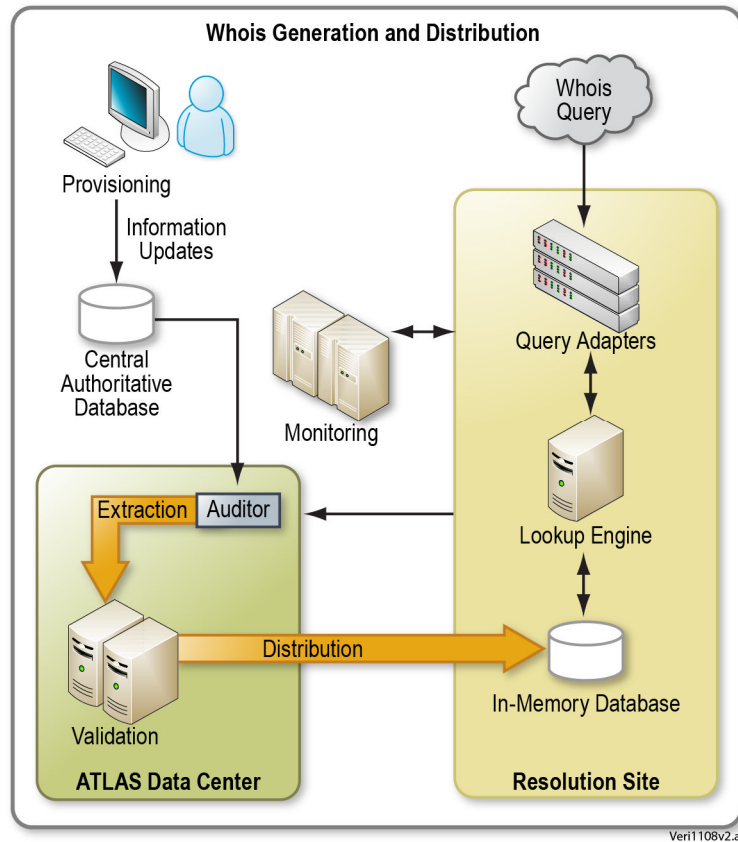 Whois Generation and Distribution
Whois
Query
Provisioning
Information
Updates
Central
Authoritative
Database
Monitoring
Query Adapters
Extraction
Auditor
Lookup Engine
Distribution
Validation
In-Memory Database
ATLAS Data Center
Resolution Site
Veri1108v2.a